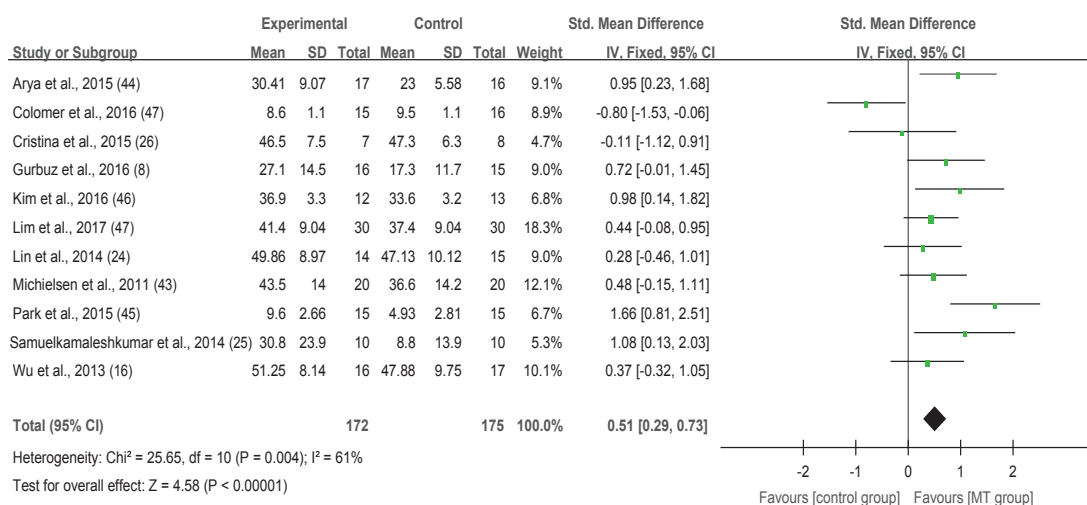 Experimental Control Std. Mean Difference Std. Mean Difference
Study or Subgroup Mean SD Total Mean SD Total Weight IV, Fixed, 95% CI IV, Fixed, 95% CI
Arya et al., 2015 (44) 30.41 9.07 17 23 5.58 16 9.1% 0.95 [0.23, 1.68]
Colomer et al., 2016 (47) 8.6 1.1 15 9.5 1.1 16 8.9% -0.80 [-1.53, -0.06]
Cristina et al., 2015 (26) 46.5 7.5 7 47.3 6.3 8 4.7% -0.11 [-1.12, 0.91]
Gurbuz et al., 2016 (8) 27.1 14.5 16 17.3 11.7 15 9.0% 0.72 [-0.01, 1.45]
Kim et al., 2016 (46) 36.9 3.3 12 33.6 3.2 13 6.8% 0.98 [0.14, 1.82]
Lim et al., 2017 (47) 41.4 9.04 30 37.4 9.04 30 18.3% 0.44 [-0.08, 0.95]
Lin et al., 2014 (24) 49.86 8.97 14 47.13 10.12 15 9.0% 0.28 [-0.46, 1.01]
Michielsen et al., 2011 (43) 43.5 14 20 36.6 14.2 20 12.1% 0.48 [-0.15, 1.11]
Park et al., 2015 (45) 9.6 2.66 15 4.93 2.81 15 6.7% 1.66 [0.81, 2.51]
Samuelkamaleshkumar et al., 2014 (25) 30.8 23.9 10 8.8 13.9 10 5.3% 1.08 [0.13, 2.03]
Wu et al., 2013 (16) 51.25 8.14 16 47.88 9.75 17 10.1% 0.37 [-0.32, 1.05]
Total (95% CI) 172 175 100.0% 0.51 [0.29, 0.73]
Heterogeneity: Chi² = 25.65, df = 10 (P = 0.004); I² = 61%
Test for overall effect: Z = 4.58 (P < 0.00001)
-2 -1 0 1 2
Favours [control group] Favours [MT group]